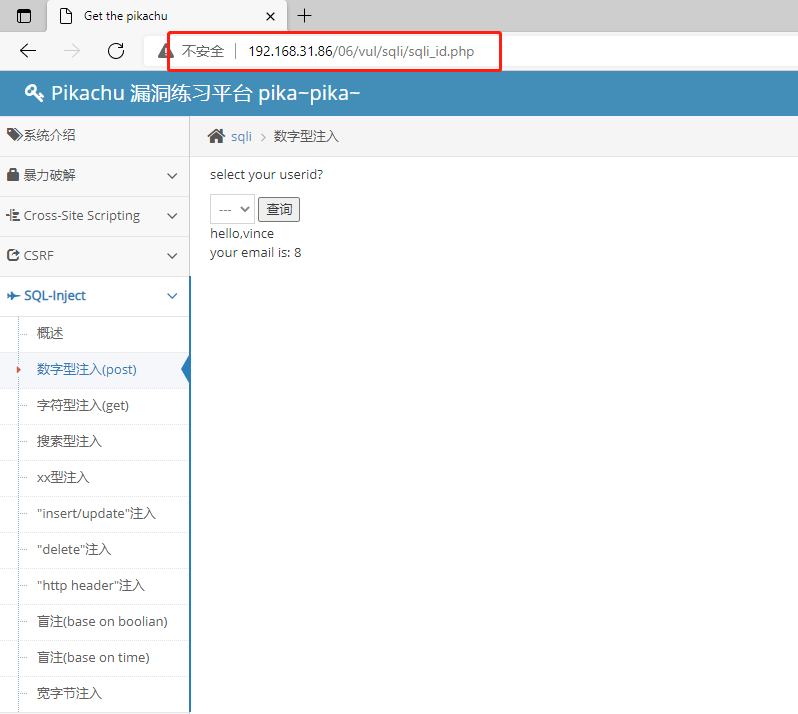 Get the pikachu
不安全 192.168.31.86/06/vul/sqli/sqli_id.php
Pikachu 漏洞练习平台 pika~pika~
系统介绍
暴力破解
Cross-Site Scripting
CSRF
SQL-Inject
概述
数字型注入(post)
字符型注入(get)
搜索型注入
xx型注入
"insert/update"注入
"delete"注入
"http header"注入
盲注(base on boolian)
盲注(base on time)
宽字节注入
sqli > 数字型注入
select your userid?
--- 查询
hello,vince
your email is: 8